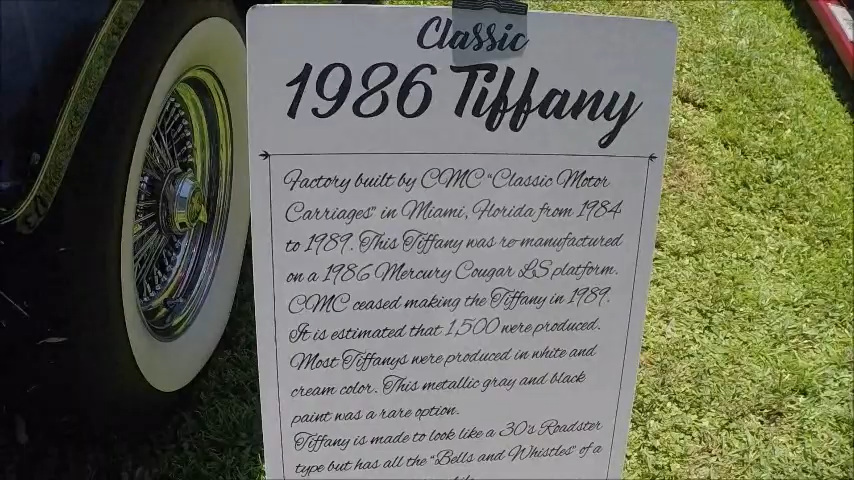 Classic
1986 Tiffany
Factory built by CMC "Classic Motor
Carriages" in Miami, Florida from 1984
to 1989. This Tiffany was re-manufactured
on a 1986 Mercury Cougar LS platform.
CMC ceased making the Tiffany in 1989.
It is estimated that 1,500 were produced.
Most Tiffanys were produced in white and
cream color. This metallic gray and black
paint was a rare option.
Tiffany is made to look like a 30's Roadster
type but has all the "Bells and Whistles" of a